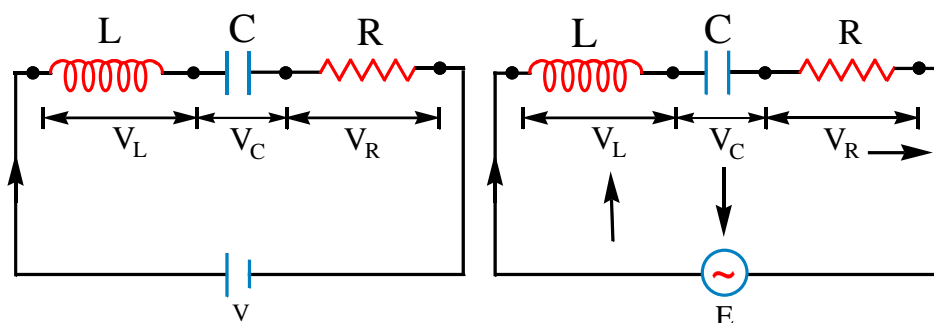 L C R
V_L V_C V_R
V
L C R
V_L V_C V_R
~
E